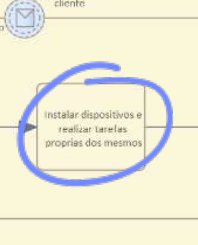 cliente
Instalar dispositivos e
realizar tarefas
proprias dos mesmos